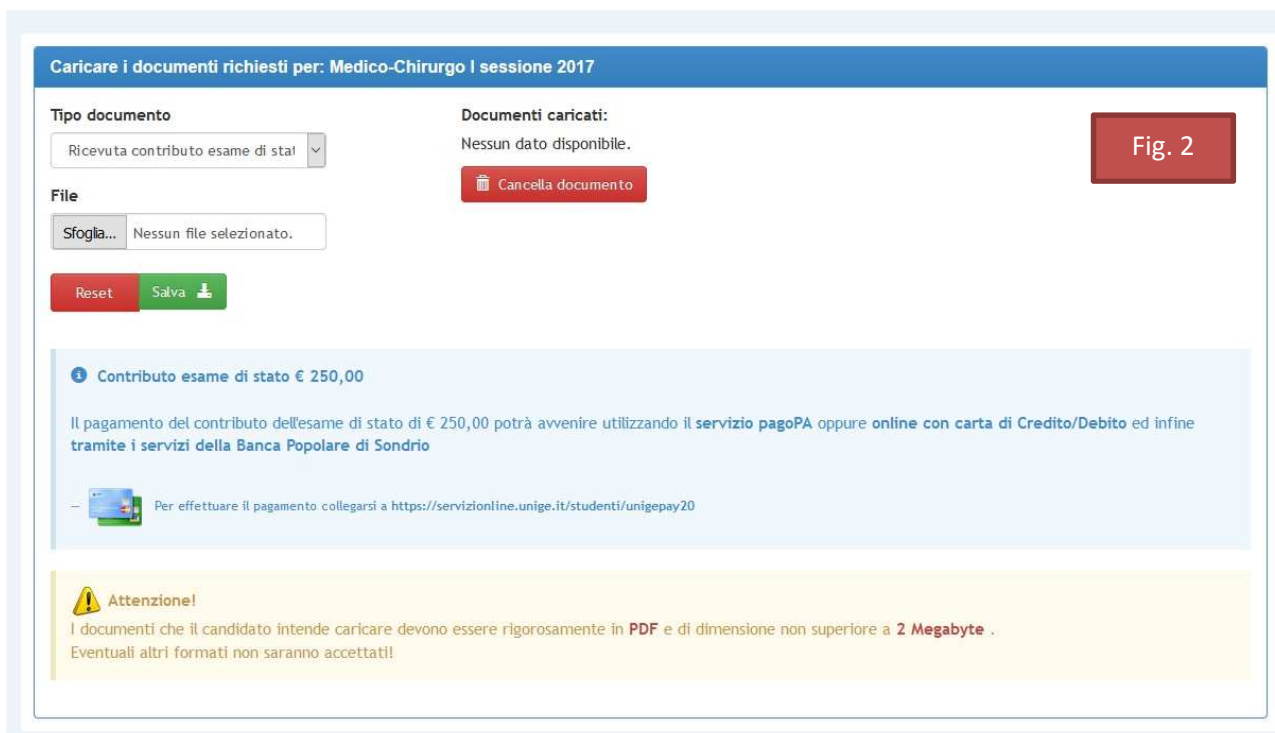 Caricare i documenti richiesti per: Medico-Chirurgo I sessione 2017
Tipo documento
Ricevuta contributo esame di stat
File
Sfoglia... Nessun file selezionato.
Reset Salva
Documenti caricati:
Nessun dato disponibile.
Cancella documento
Fig. 2
Contributo esame di stato € 250,00
Il pagamento del contributo dell'esame di stato di € 250,00 potrà avvenire utilizzando il servizio pagoPA oppure online con carta di Credito/Debito ed infine
tramite i servizi della Banca Popolare di Sondrio
– Per effettuare il pagamento collegarsi a https://servizionline.unige.it/studenti/unigepay20
Attenzione!
I documenti che il candidato intende caricare devono essere rigorosamente in PDF e di dimensione non superiore a 2 Megabyte .
Eventuali altri formati non saranno accettati!